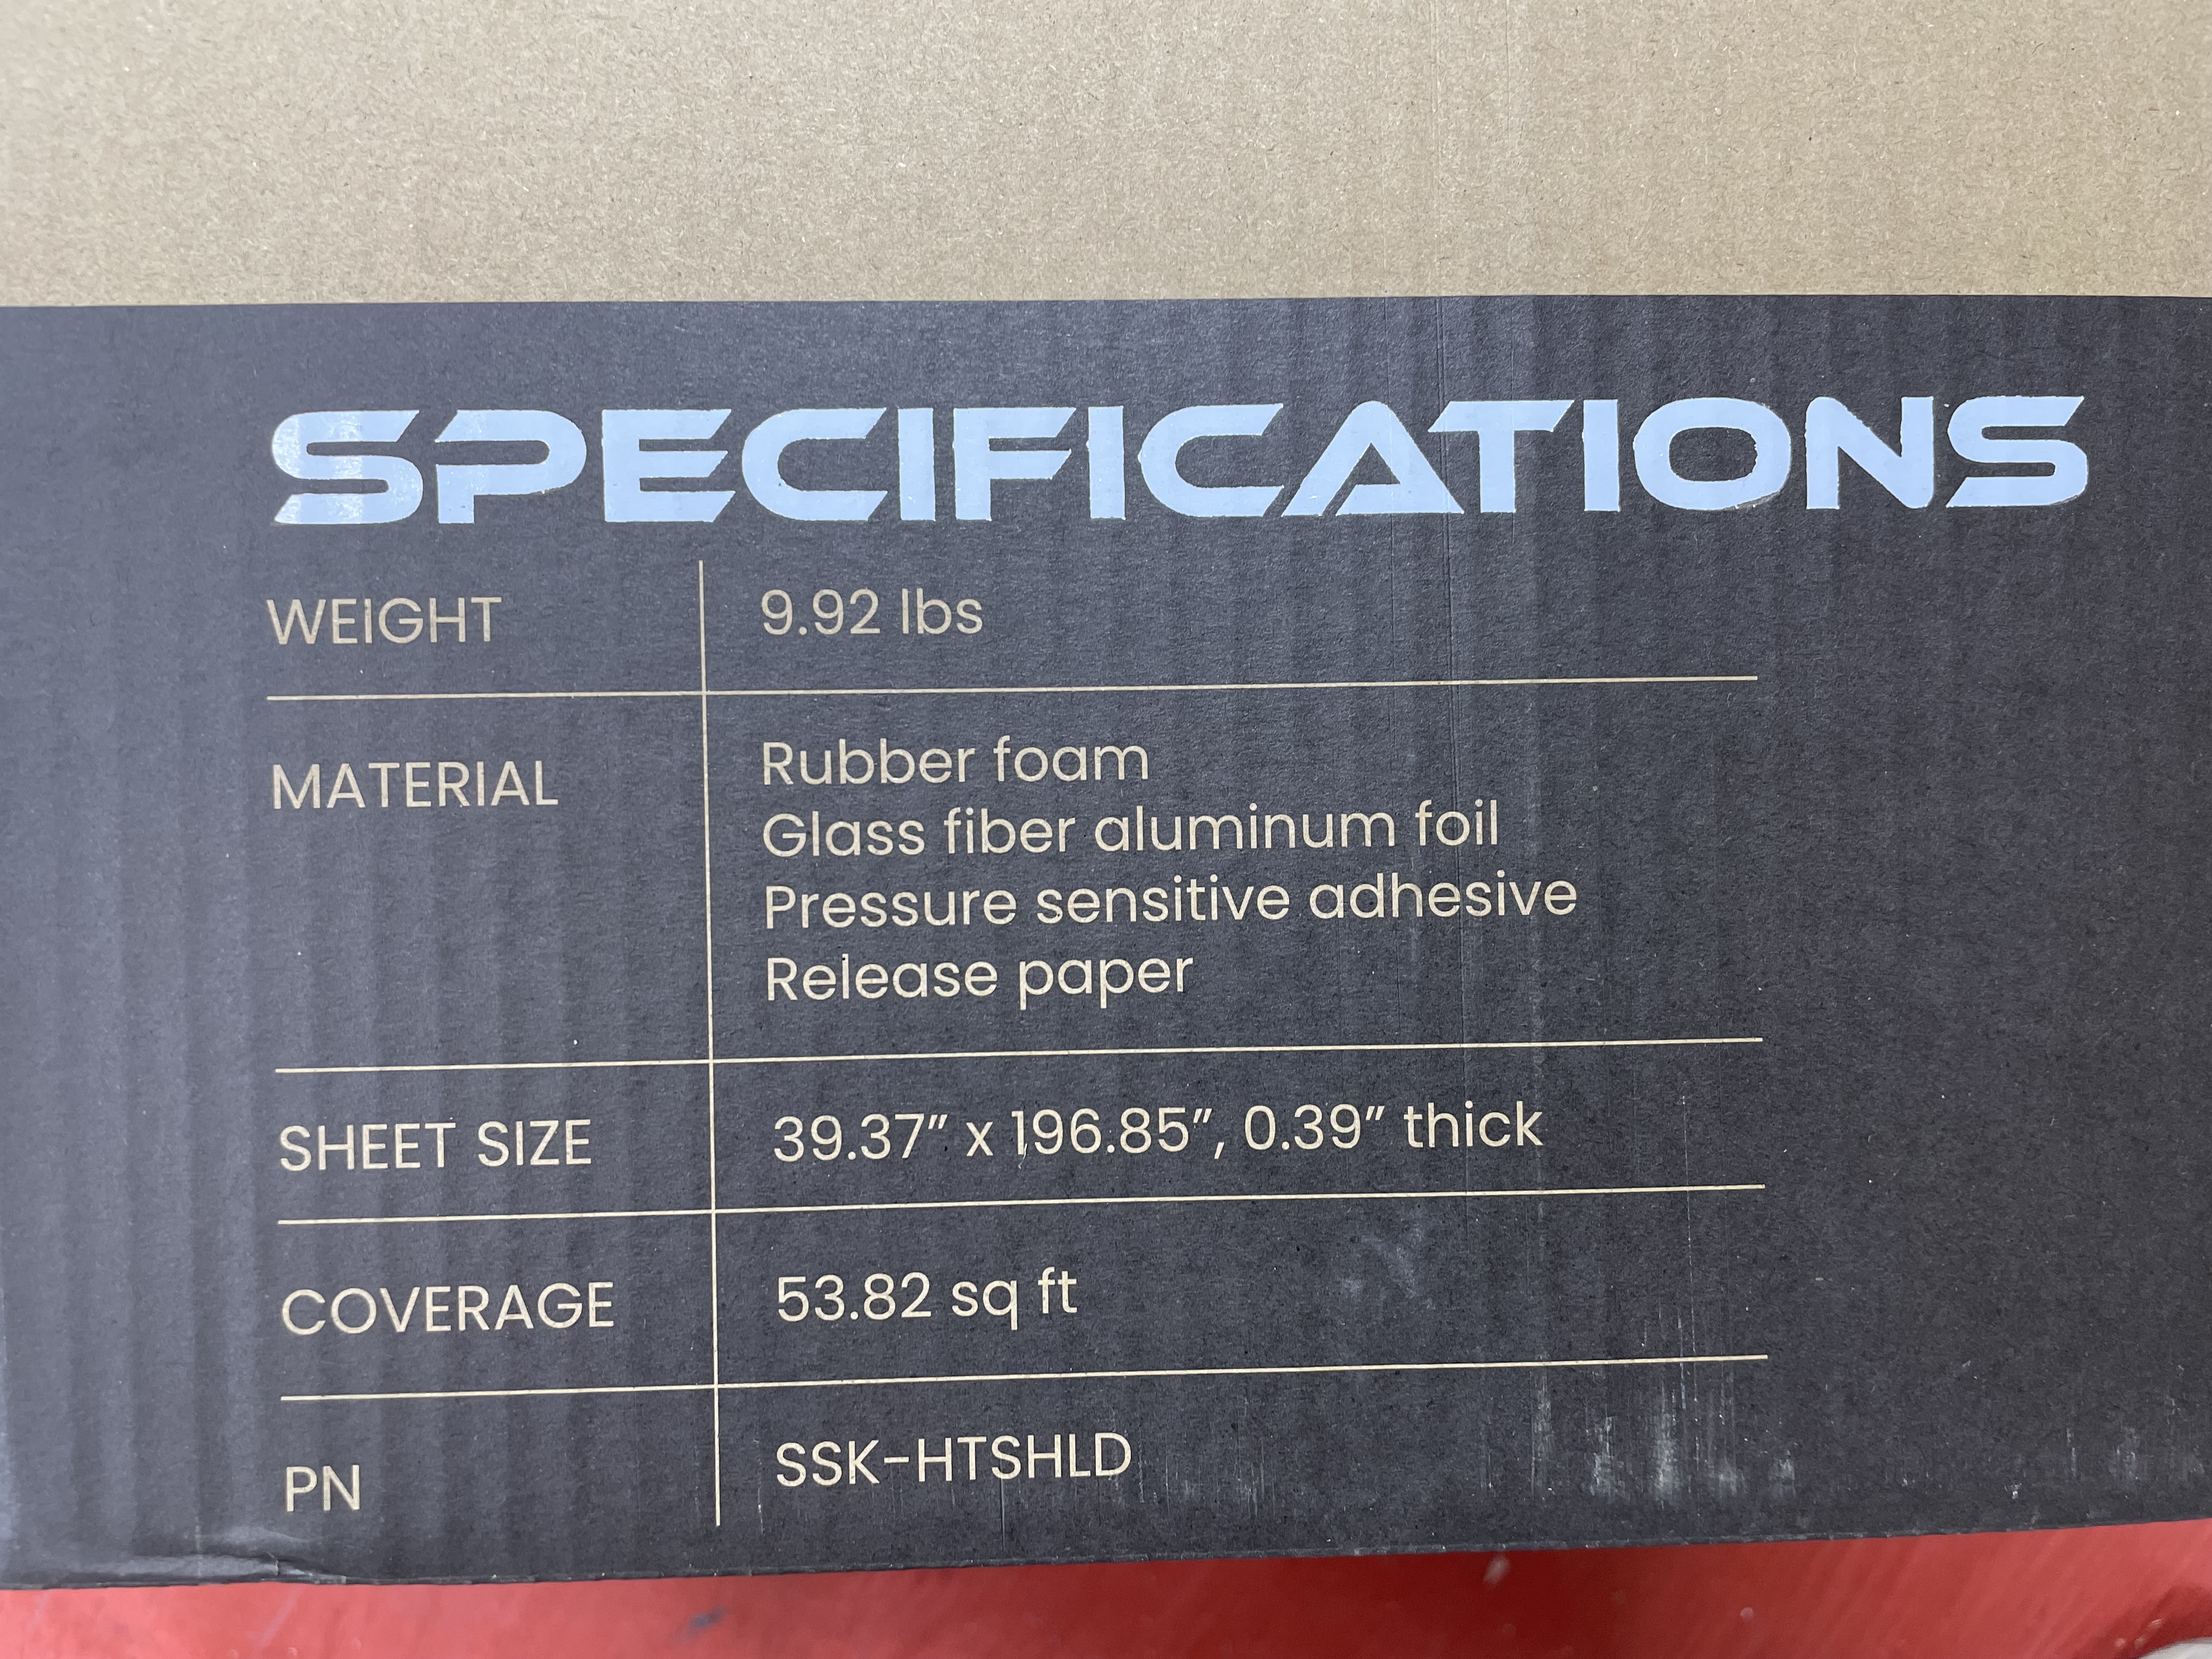 SPECIFICATIONS
WEIGHT 9.92 lbs
MATERIAL Rubber foam
Glass fiber aluminum foil
Pressure sensitive adhesive
Release paper
SHEET SIZE 39.37” x 196.85”, 0.39” thick
COVERAGE 53.82 sq ft
PN SSK-HTSHLD